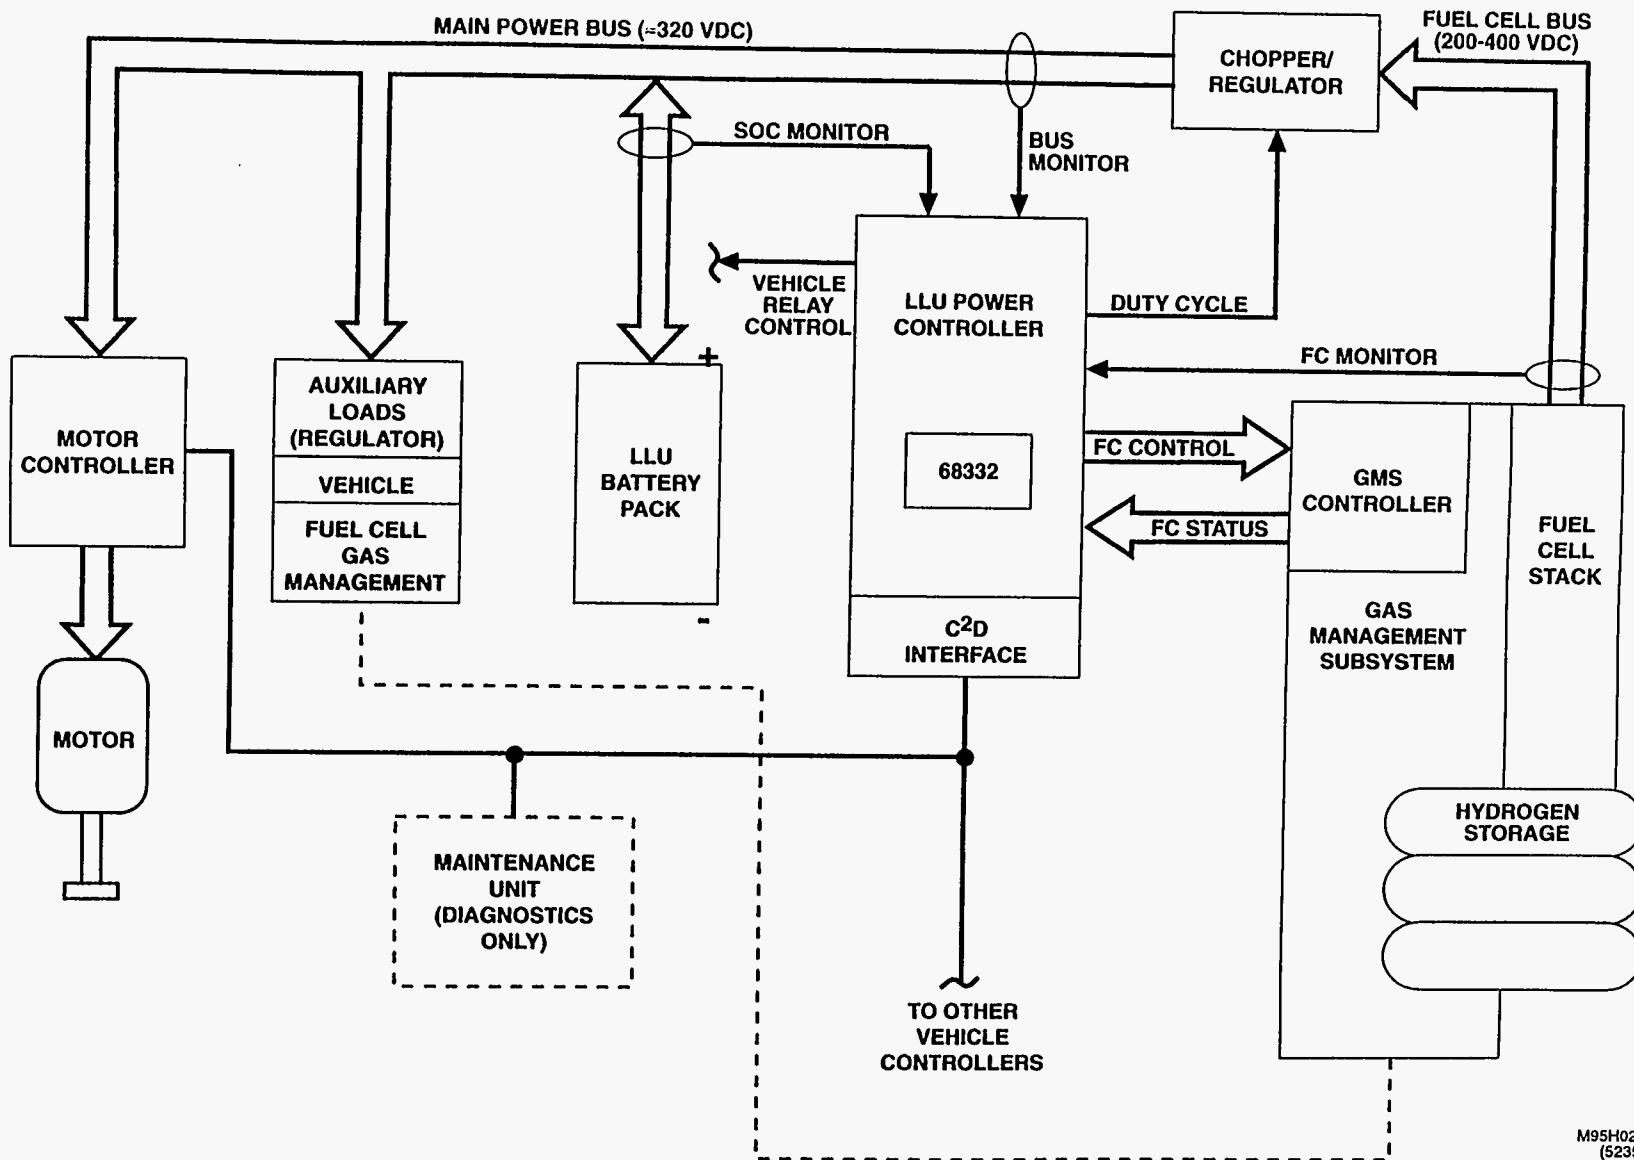 MAIN POWER BUS (≈320 VDC)
FUEL CELL BUS
(200-400 VDC)
CHOPPER/
REGULATOR
SOC MONITOR
BUS
MONITOR
VEHICLE
RELAY
CONTROL
LLU POWER
CONTROLLER
DUTY CYCLE
FC MONITOR
68332
FC CONTROL
FC STATUS
C²D
INTERFACE
MOTOR
CONTROLLER
AUXILIARY
LOADS
(REGULATOR)
VEHICLE
FUEL CELL
GAS
MANAGEMENT
+
LLU
BATTERY
PACK
-
GMS
CONTROLLER
FUEL
CELL
STACK
GAS
MANAGEMENT
SUBSYSTEM
MOTOR
HYDROGEN
STORAGE
MAINTENANCE
UNIT
(DIAGNOSTICS
ONLY)
TO OTHER
VEHICLE
CONTROLLERS